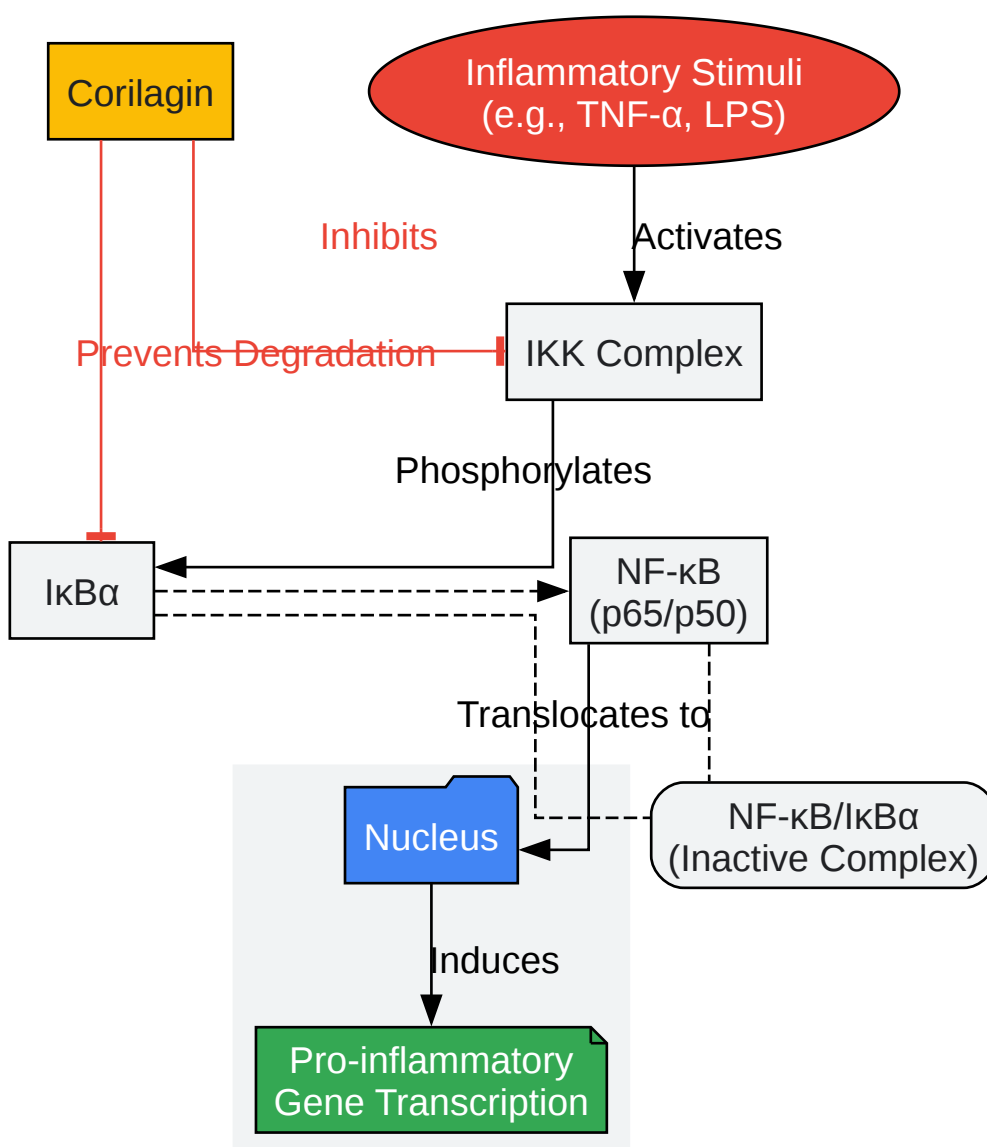 Corilagin
Inflammatory Stimuli
(e.g., TNF-α, LPS)
Inhibits
Activates
Prevents Degradation
IKK Complex
Phosphorylates
IκBα
NF-κB
(p65/p50)
Translocates to
Nucleus
NF-κB/IκBα
(Inactive Complex)
Induces
Pro-inflammatory
Gene Transcription